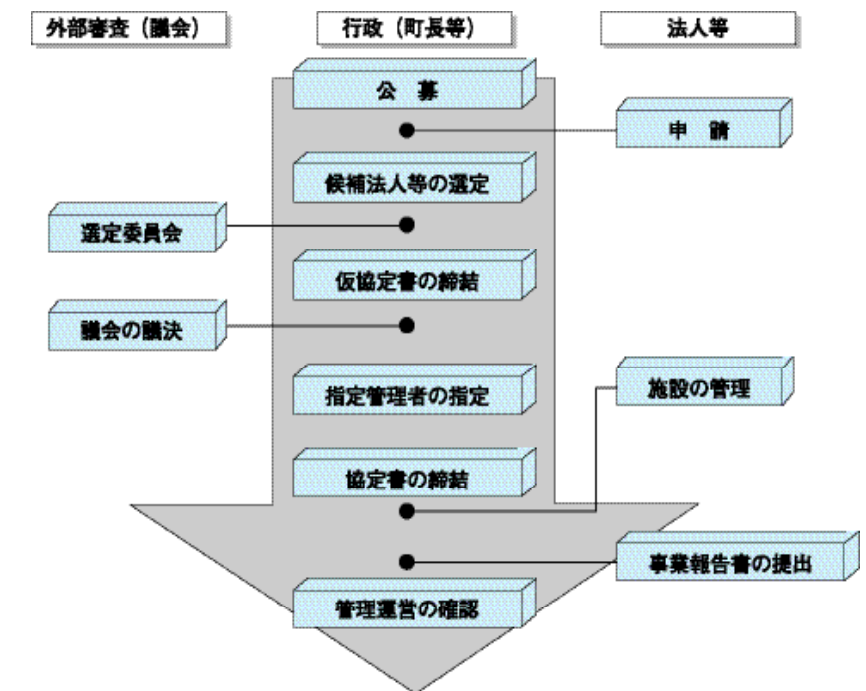 外部審査（議会）
行政（町長等）
法人等
公　募
申　請
候補法人等の選定
選定委員会
仮協定書の締結
議会の議決
指定管理者の指定
施設の管理
協定書の締結
事業報告書の提出
管理運営の確認